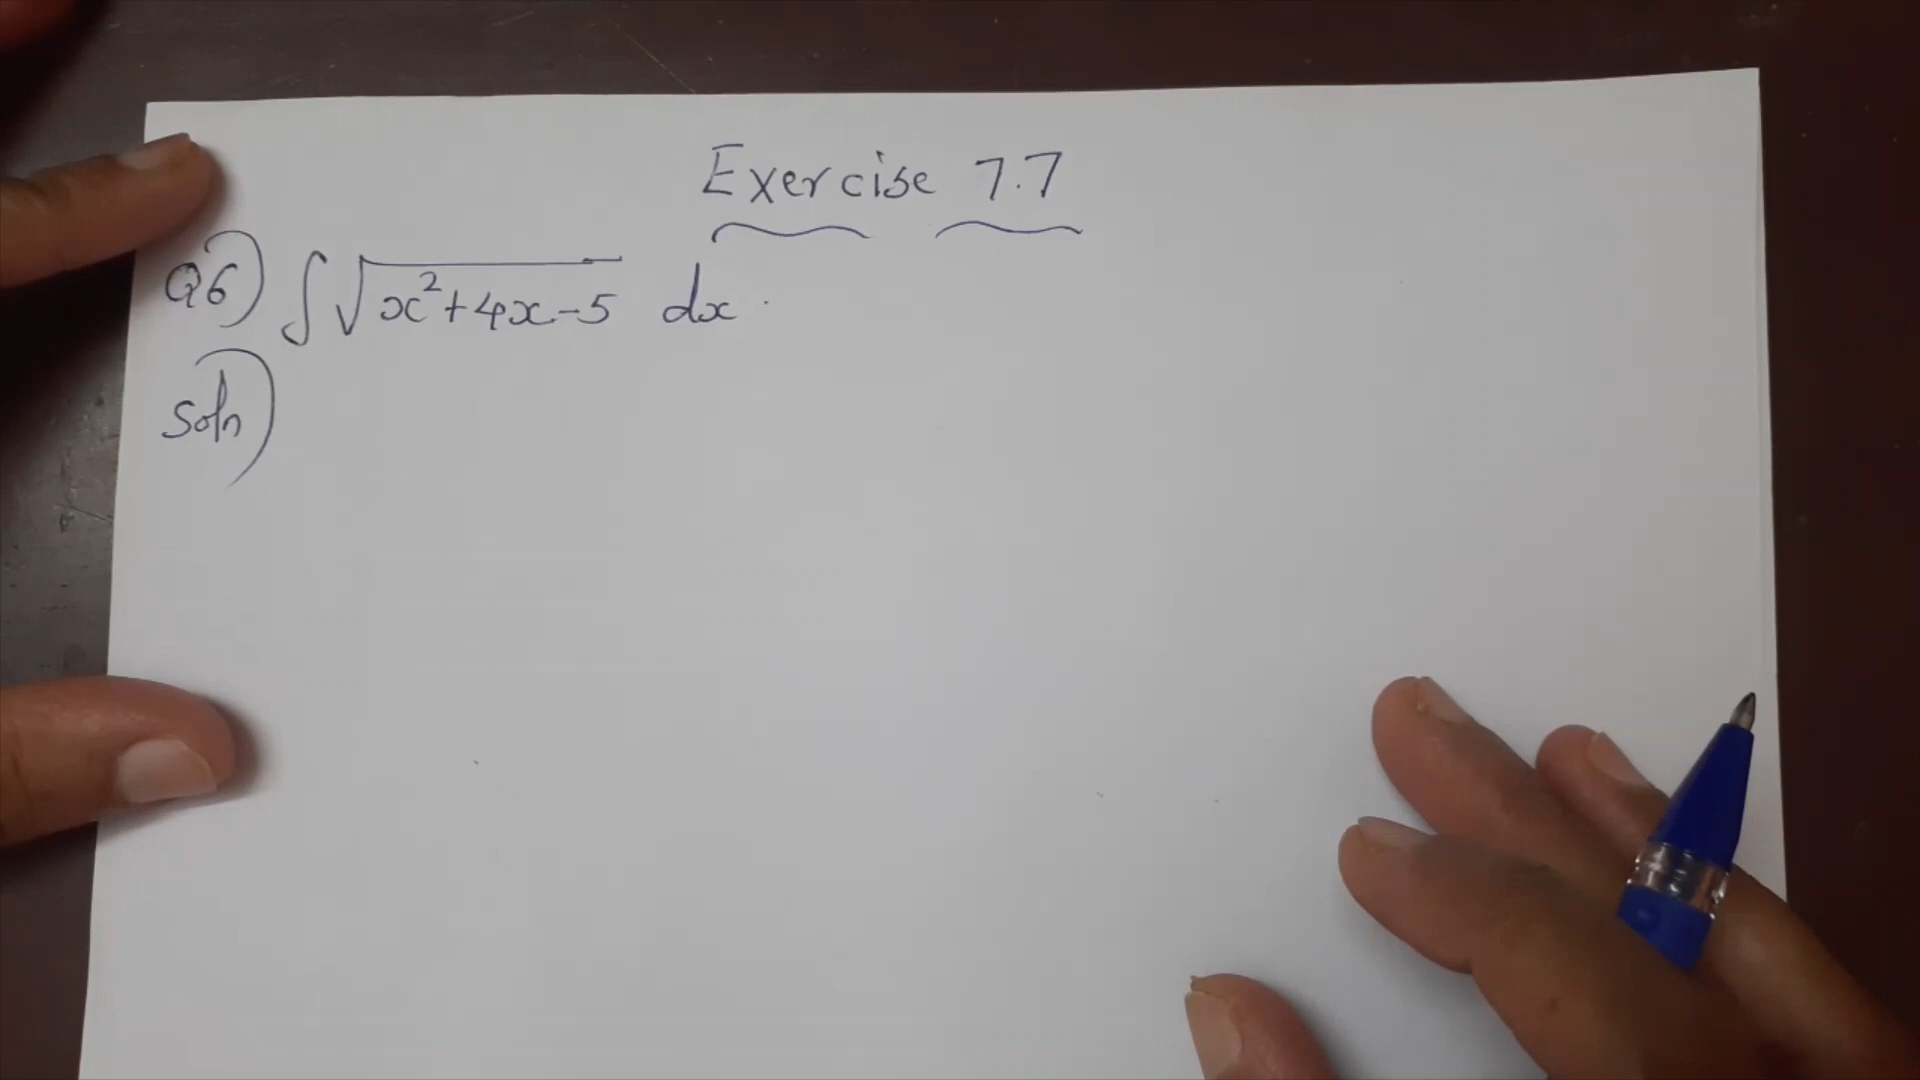 Exercise 7.7
Q6) ∫√x²+4x-5 dx.
Soln)